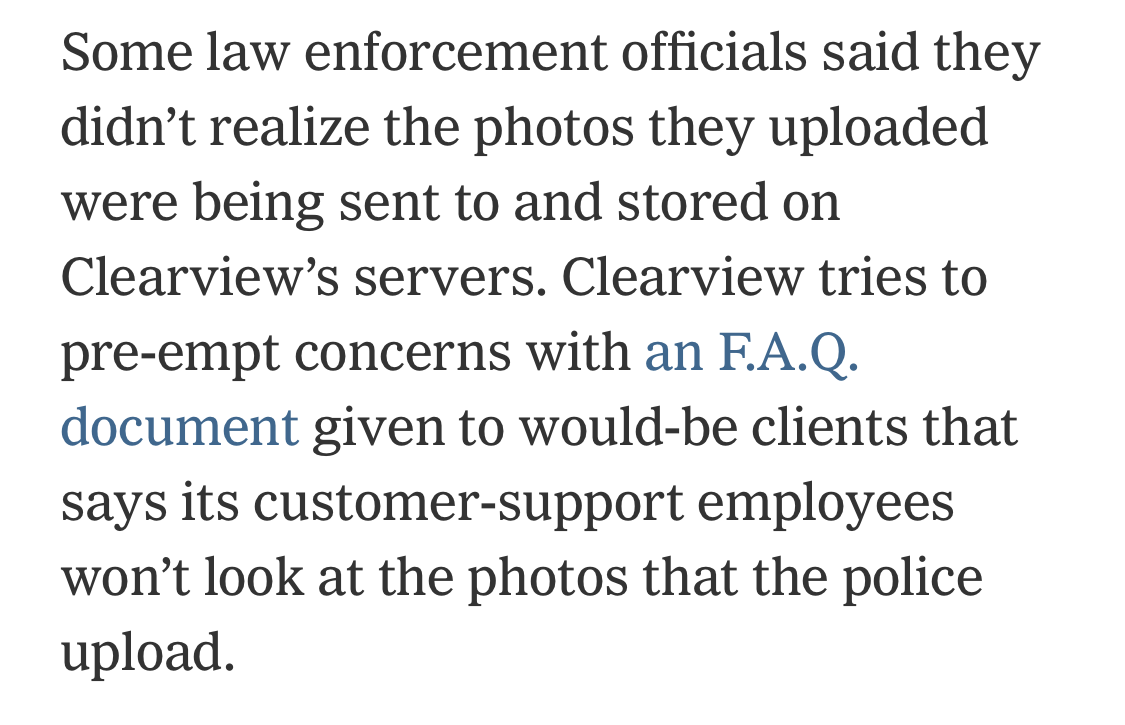 Some law enforcement officials said they
didn’t realize the photos they uploaded
were being sent to and stored on
Clearview’s servers. Clearview tries to
pre-empt concerns with an F.A.Q.
document given to would-be clients that
says its customer-support employees
won’t look at the photos that the police
upload.